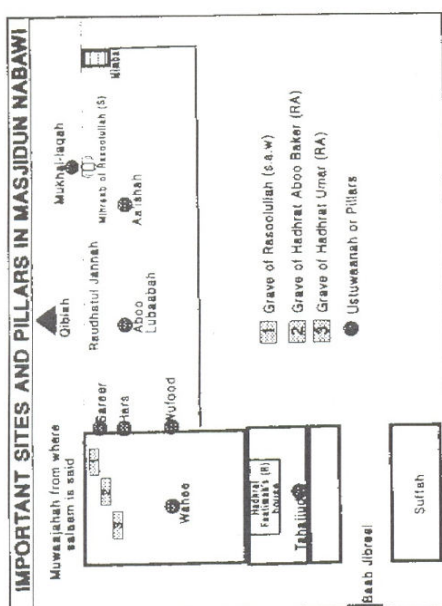 IMPORTANT SITES AND PILLARS IN MASJIDUN NABAWI
Muwaajahah from where
salaam is said
Qiblah
Mukhal-laqah
Mimbar
Mihraab of Rasoolullah (S)
Raudhatul Jannah
Sareer
Hars
Wufood
Aboo
Lubaabah
Aa'ishah
1
2
3
Wahee
Hadhrat
Faatimah's (R)
house
Tahajjud
1 Grave of Rasoolullah (s.a.w)
2 Grave of Hadhrat Aboo Baker (RA)
3 Grave of Hadhrat Umar (RA)
Ustuwaanah or Pillars
Baab Jibreel
Suffah